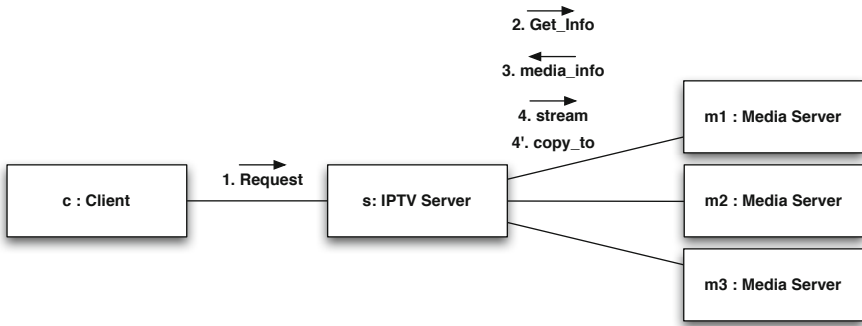 2. Get_Info
3. media_info
4. stream
4'. copy_to
m1 : Media Server
1. Request
c : Client
s: IPTV Server
m2 : Media Server
m3 : Media Server